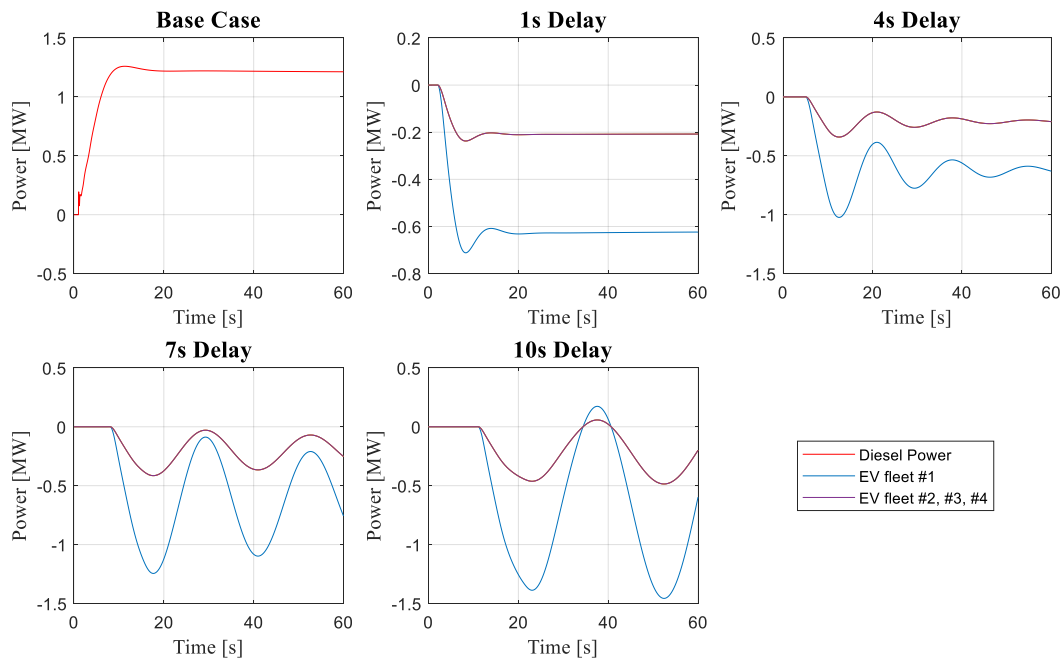 Base Case
1.5
1
0.5
0
-0.5
Power [MW]
0 20 40 60
Time [s]
1s Delay
0.2
0
-0.2
-0.4
-0.6
-0.8
Power [MW]
0 20 40 60
Time [s]
4s Delay
0.5
0
-0.5
-1
-1.5
Power [MW]
0 20 40 60
Time [s]
7s Delay
0.5
0
-0.5
-1
-1.5
Power [MW]
0 20 40 60
Time [s]
10s Delay
0.5
0
-0.5
-1
-1.5
Power [MW]
0 20 40 60
Time [s]
Diesel Power
EV fleet #1
EV fleet #2, #3, #4